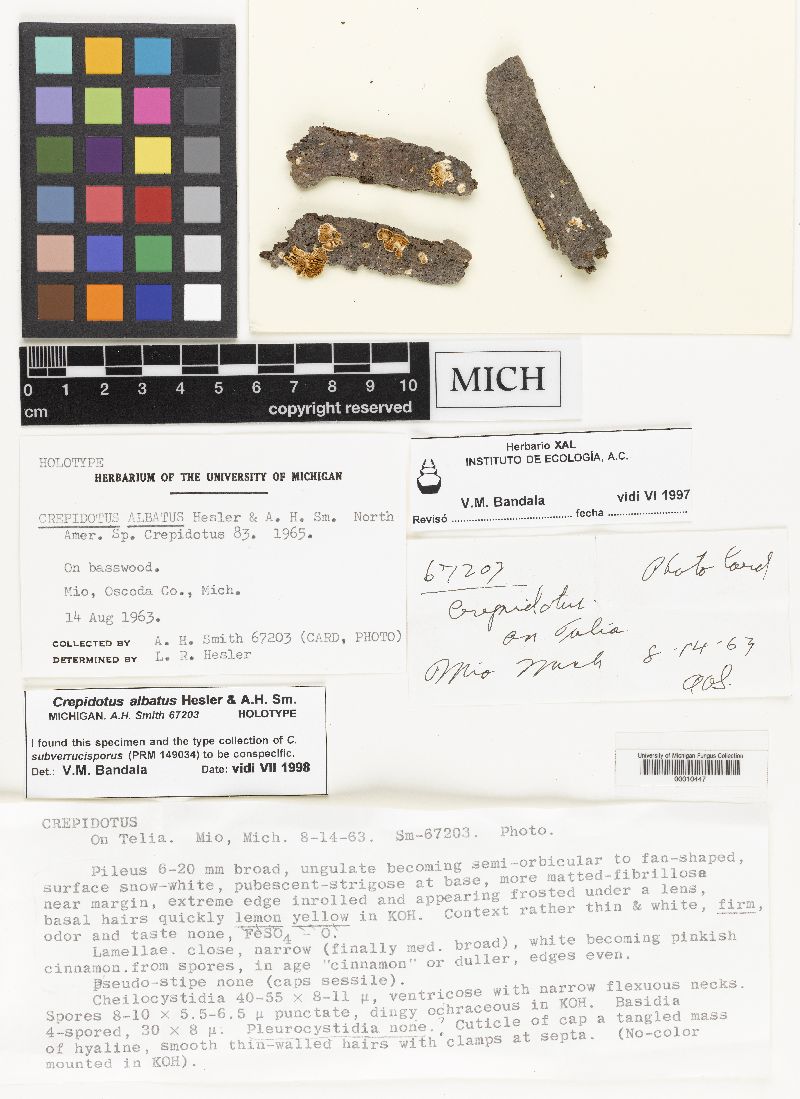 0 1 2 3 4 5 6 7 8 9 10
cm
copyright reserved
MICH
HOLOTYPE
HERBARIUM OF THE UNIVERSITY OF MICHIGAN
CREPIDOTUS ALBATUS Hesler & A. H. Sm. North
Amer. Sp. Crepidotus 83. 1965.
On basswood.
Mio, Oscoda Co., Mich.
14 Aug 1963.
COLLECTED BY A. H. Smith 67203 (CARD, PHOTO)
DETERMINED BY L. R. Hesler
Herbario XAL
INSTITUTO DE ECOLOGÍA, A.C.
V.M. Bandala vidi VI 1997
Revisó ........................ fecha ........................
67203
Photo Card
Crepidotus.
on Talia
Mio Mich 8-14-63
Crepidotus albatus Hesler & A.H. Sm.
MICHIGAN. A.H. Smith 67203 HOLOTYPE
I found this specimen and the type collection of C.
subverrucisporus (PRM 149034) to be conspecific.
Det.: V.M. Bandala Date: vidi VII 1998
University of Michigan Fungus Collection
00010447
CREPIDOTUS
On Telia. Mio, Mich. 8-14-63. Sm-67203. Photo.
Pileus 6-20 mm broad, ungulate becoming semi-orbicular to fan-shaped,
surface snow-white, pubescent-strigose at base, more matted-fibrillose
near margin, extreme edge inrolled and appearing frosted under a lens,
basal hairs quickly lemon yellow in KOH. Context rather thin & white, firm,
odor and taste none, FeSO4 - O.
Lamellae. close, narrow (finally med. broad), white becoming pinkish
cinnamon.from spores, in age "cinnamon" or duller, edges even.
Pseudo-stipe none (caps sessile).
Cheilocystidia 40-55 × 8-11 µ, ventricose with narrow flexuous necks.
Spores 8-10 × 5.5-6.5 µ punctate, dingy ochraceous in KOH. Basidia
4-spored, 30 × 8 µ. Pleurocystidia none.? Cuticle of cap a tangled mass
of hyaline, smooth thin-walled hairs with clamps at septa. (No-color
mounted in KOH).